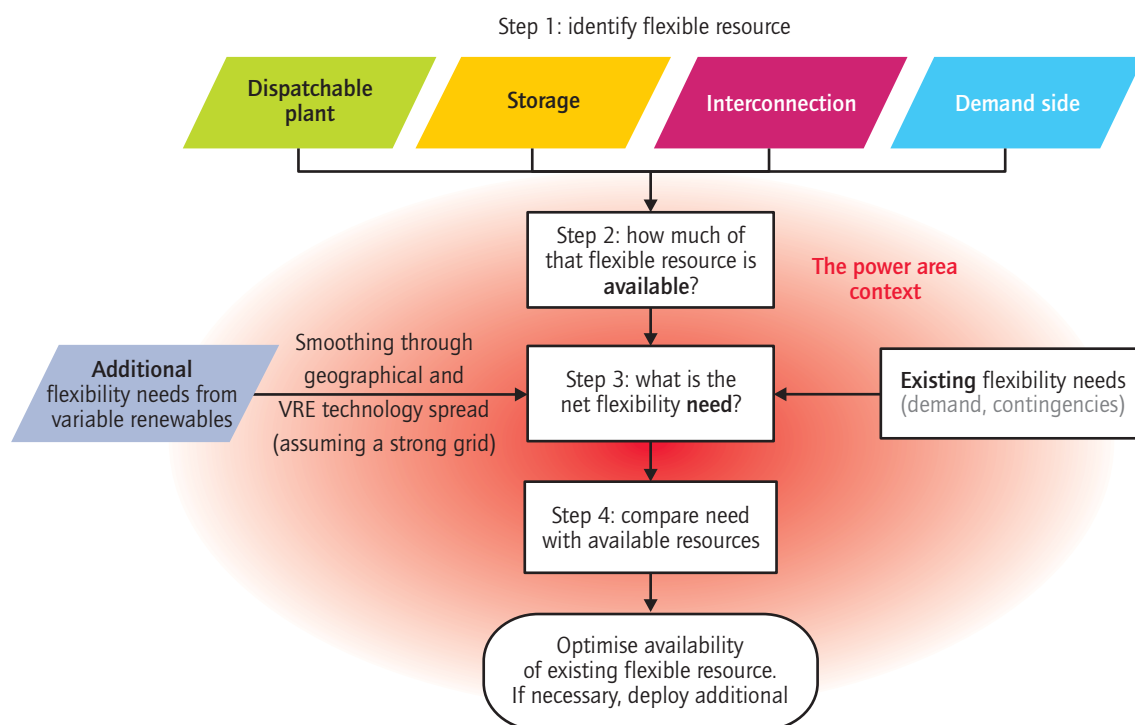 Step 1: identify flexible resource
Dispatchable
plant
Storage
Interconnection
Demand side
Step 2: how much of
that flexible resource is
available?
The power area
context
Additional
flexibility needs from
variable renewables
Smoothing through
geographical and
VRE technology spread
(assuming a strong grid)
Step 3: what is the
net flexibility need?
Existing flexibility needs
(demand, contingencies)
Step 4: compare need
with available resources
Optimise availability
of existing flexible resource.
If necessary, deploy additional